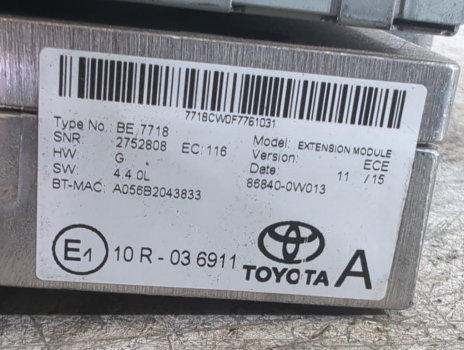 7718CW0F7761031
Type No.: BE 7718
SNR: 2752808 EC: 116
HW: G
SW: 4.4.0L
BT-MAC: A056B2043833
Model: EXTENSION MODULE
Version: ECE
Date: 11 /15
86840-0W013
E1 10 R - 03 6911
TOYOTA A